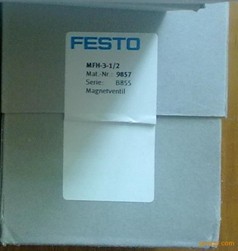 FESTO
MFH-3-1/2
Mat.-Nr 9857
Serie: B855
Magnetventil